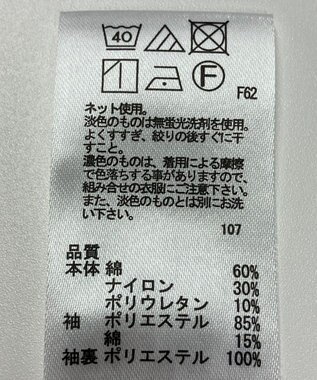 40
F
F62
ネット使用。
淡色のものは無蛍光洗剤を使用。
よくすすぎ、絞りの後すぐに干
すこと。
濃色のものは、着用による摩擦
で色落ちする事がありますので、
組み合せの衣服にご注意下さい。
また、淡色のものとは別にお洗
い下さい。
107
品質
本体 綿 60%
ナイロン 30%
ポリウレタン 10%
袖 ポリエステル 85%
綿 15%
袖裏 ポリエステル 100%